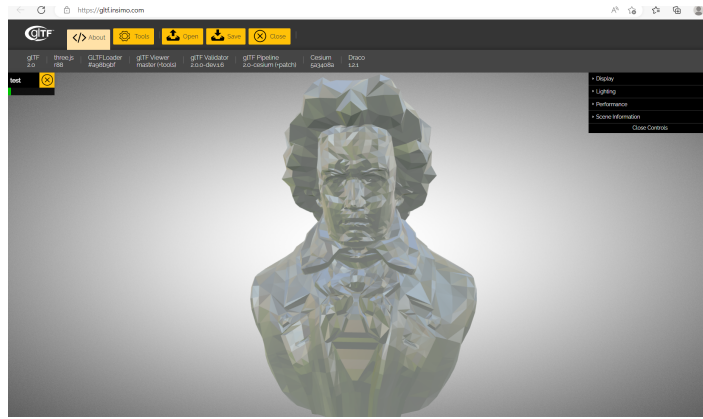 https://gltf.insimo.com
glTF
</> About
Tools
Open
Save
Close
glTF three.js GLTFLoader glTF Viewer glTF Validator glTF Pipeline Cesium Draco
2.0 r88 #a98b9bf master (+tools) 2.0.0-dev.1.6 2.0-cesium (+patch) 5a34o8a 1.2.1
test
Display
Lighting
Performance
Scene Information
Close Controls